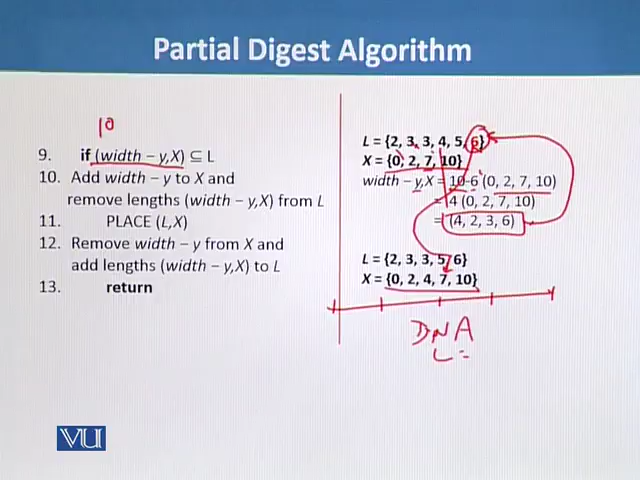 Partial Digest Algorithm
10
9. if (width – y,X) ⊆ L
10. Add width – y to X and
remove lengths (width – y,X) from L
11. PLACE (L,X)
12. Remove width – y from X and
add lengths (width – y,X) to L
13. return
L = {2, 3, 3, 4, 5, 6}
X = {0, 2, 7, 10}
width – y,X = 10-6 (0, 2, 7, 10)
= 4 (0, 2, 7, 10)
= (4, 2, 3, 6)
L = {2, 3, 3, 5, 6}
X = {0, 2, 4, 7, 10}
DNA
L =
VU